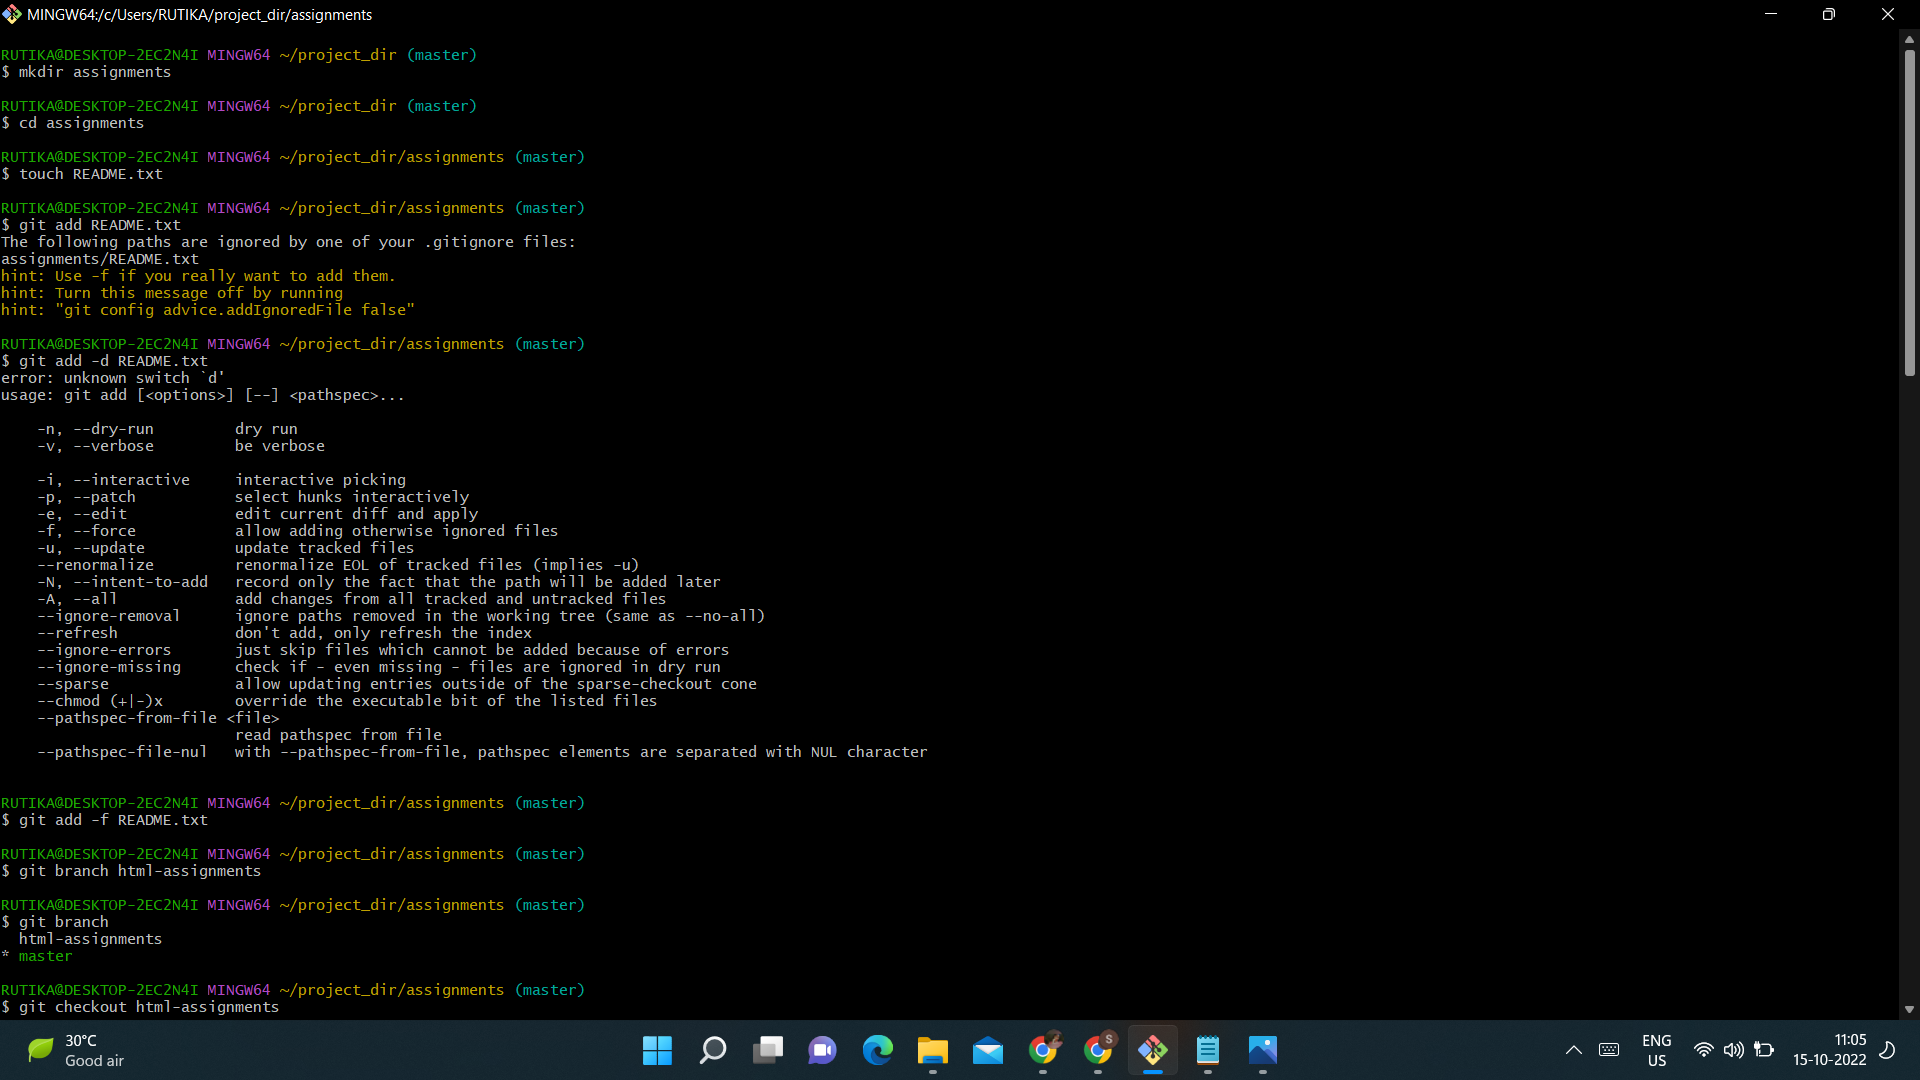 MINGW64:/c/Users/RUTIKA/project_dir/assignments
RUTIKA@DESKTOP-2EC2N4I MINGW64 ~/project_dir (master)
$ mkdir assignments
RUTIKA@DESKTOP-2EC2N4I MINGW64 ~/project_dir (master)
$ cd assignments
RUTIKA@DESKTOP-2EC2N4I MINGW64 ~/project_dir/assignments (master)
$ touch README.txt
RUTIKA@DESKTOP-2EC2N4I MINGW64 ~/project_dir/assignments (master)
$ git add README.txt
The following paths are ignored by one of your .gitignore files:
assignments/README.txt
hint: Use -f if you really want to add them.
hint: Turn this message off by running
hint: "git config advice.addIgnoredFile false"
RUTIKA@DESKTOP-2EC2N4I MINGW64 ~/project_dir/assignments (master)
$ git add -d README.txt
error: unknown switch `d'
usage: git add [<options>] [--] <pathspec>...
    -n, --dry-run         dry run
    -v, --verbose         be verbose
    -i, --interactive     interactive picking
    -p, --patch           select hunks interactively
    -e, --edit            edit current diff and apply
    -f, --force           allow adding otherwise ignored files
    -u, --update          update tracked files
    --renormalize         renormalize EOL of tracked files (implies -u)
    -N, --intent-to-add   record only the fact that the path will be added later
    -A, --all             add changes from all tracked and untracked files
    --ignore-removal      ignore paths removed in the working tree (same as --no-all)
    --refresh             don't add, only refresh the index
    --ignore-errors       just skip files which cannot be added because of errors
    --ignore-missing      check if - even missing - files are ignored in dry run
    --sparse              allow updating entries outside of the sparse-checkout cone
    --chmod (+|-)x        override the executable bit of the listed files
    --pathspec-from-file <file>
                          read pathspec from file
    --pathspec-file-nul   with --pathspec-from-file, pathspec elements are separated with NUL character
RUTIKA@DESKTOP-2EC2N4I MINGW64 ~/project_dir/assignments (master)
$ git add -f README.txt
RUTIKA@DESKTOP-2EC2N4I MINGW64 ~/project_dir/assignments (master)
$ git branch html-assignments
RUTIKA@DESKTOP-2EC2N4I MINGW64 ~/project_dir/assignments (master)
$ git branch
  html-assignments
* master
RUTIKA@DESKTOP-2EC2N4I MINGW64 ~/project_dir/assignments (master)
$ git checkout html-assignments
30°C
Good air
S
ENG
US
11:05
15-10-2022